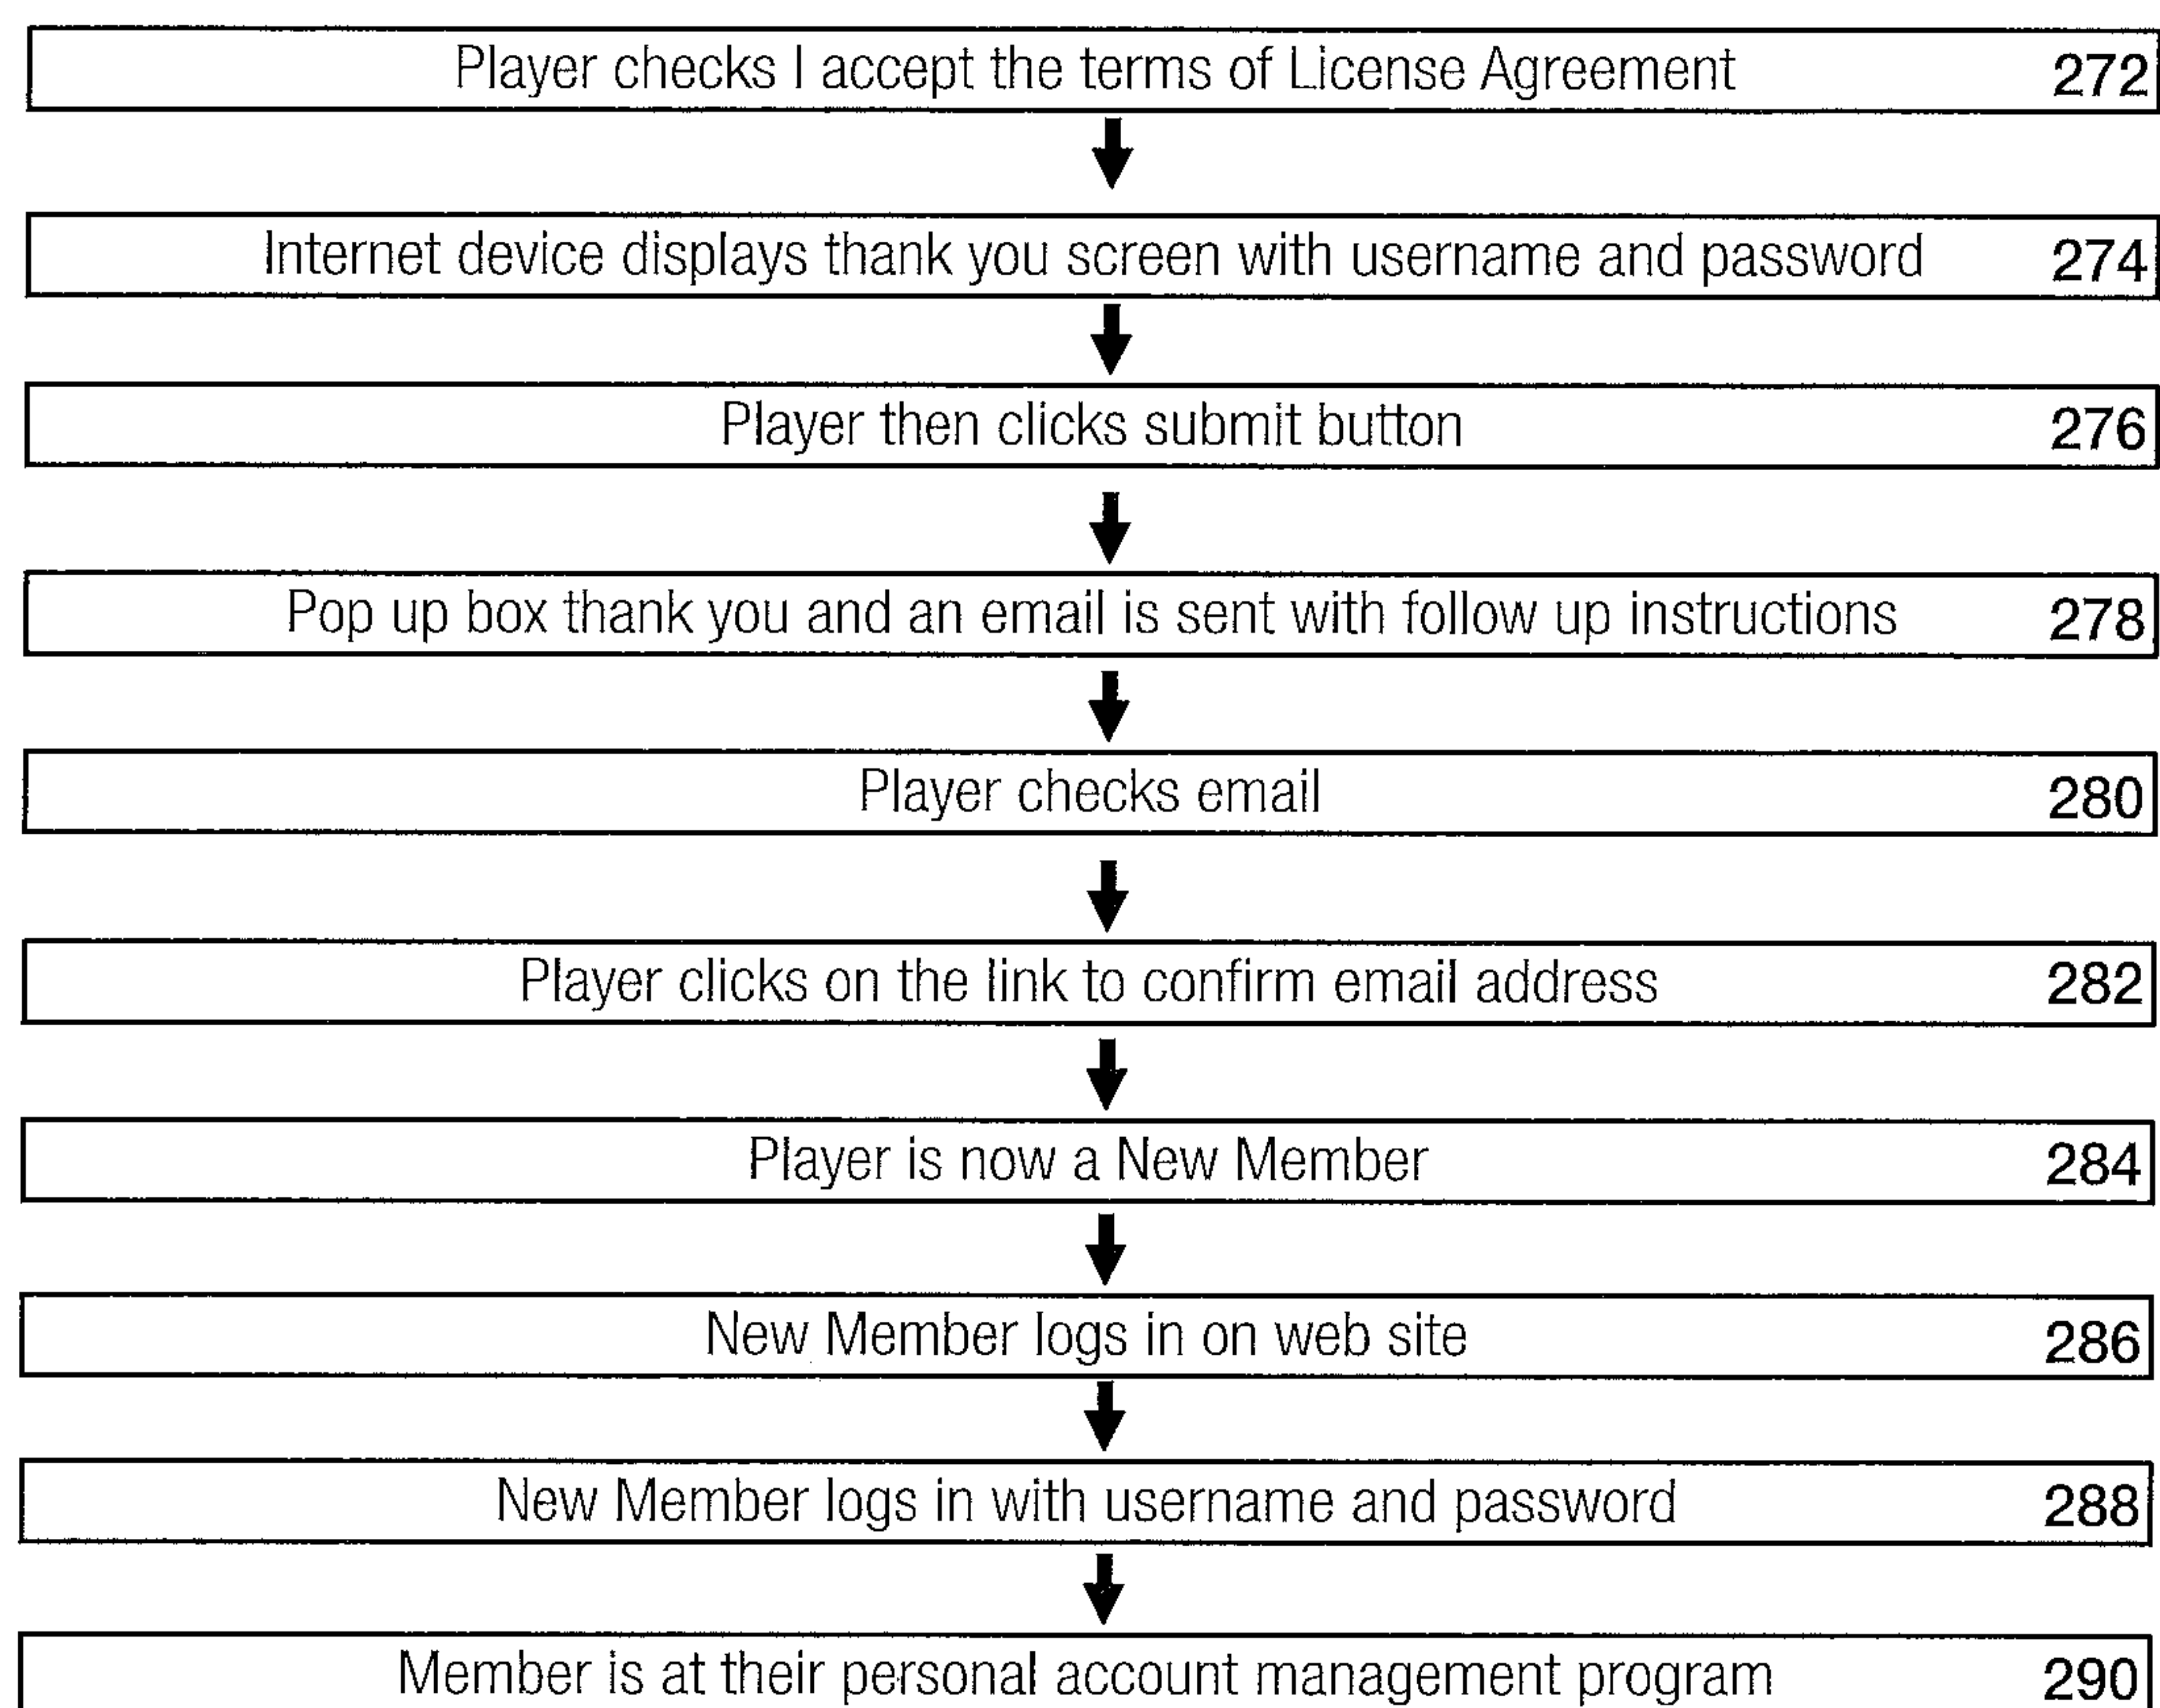 Player checks I accept the terms of License Agreement 272
Internet device displays thank you screen with username and password 274
Player then clicks submit button 276
Pop up box thank you and an email is sent with follow up instructions 278
Player checks email 280
Player clicks on the link to confirm email address 282
Player is now a New Member 284
New Member logs in on web site 286
New Member logs in with username and password 288
Member is at their personal account management program 290